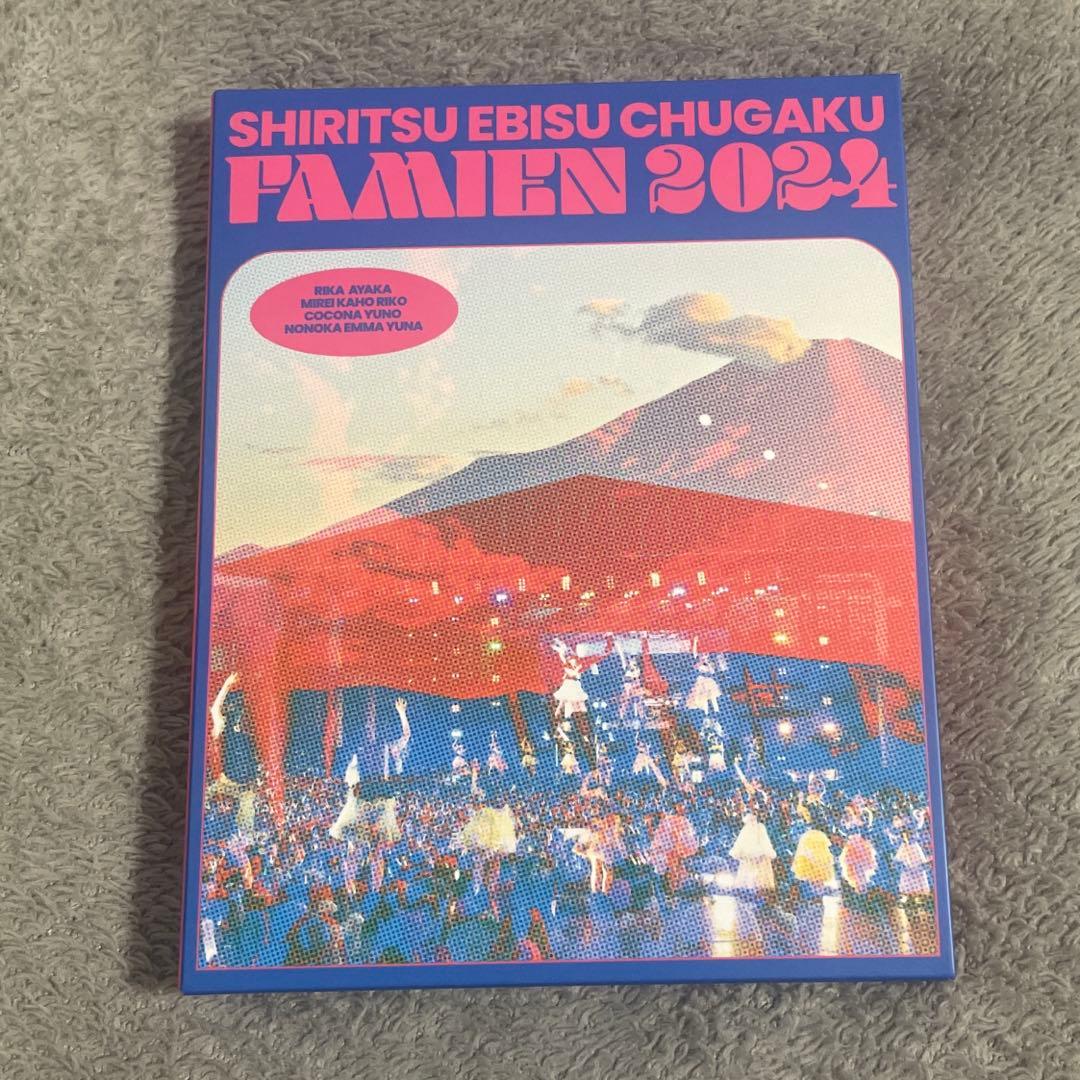 SHIRITSU EBISU CHUGAKU
FAMIEN 2024
RIKA AYAKA
MIREI KAHO RIKO
COCONA YUNO
NONOKA EMMA YUNA